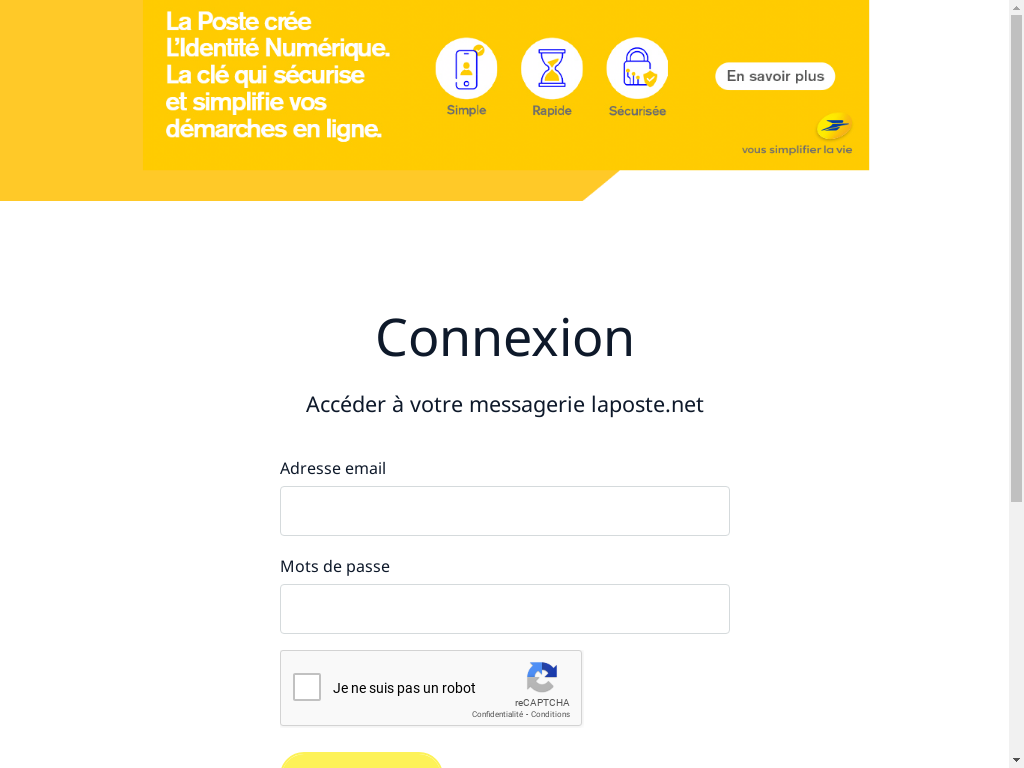 La Poste crée
L'Identité Numérique.
La clé qui sécurise
et simplifie vos
démarches en ligne.
Simple
Rapide
Sécurisée
En savoir plus
vous simplifier la vie
Connexion
Accéder à votre messagerie laposte.net
Adresse email
Mots de passe
Je ne suis pas un robot
reCAPTCHA
Confidentialité - Conditions